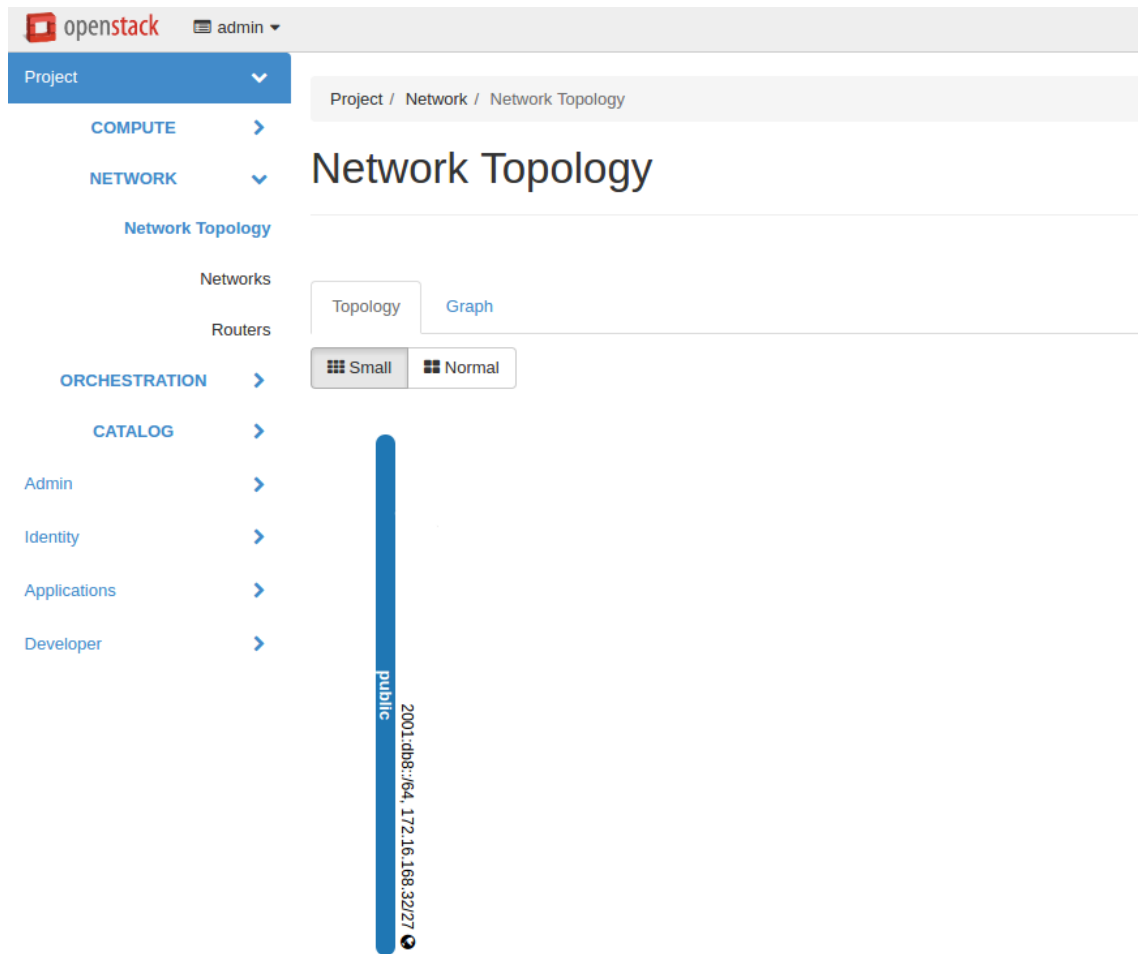 openstack admin
Project
Project / Network / Network Topology
COMPUTE
NETWORK
Network Topology
Network Topology
Networks
Routers
ORCHESTRATION
CATALOG
Admin
Identity
Applications
Developer
Topology Graph
Small Normal
public
2001:db8::/64, 172.16.168.32/27